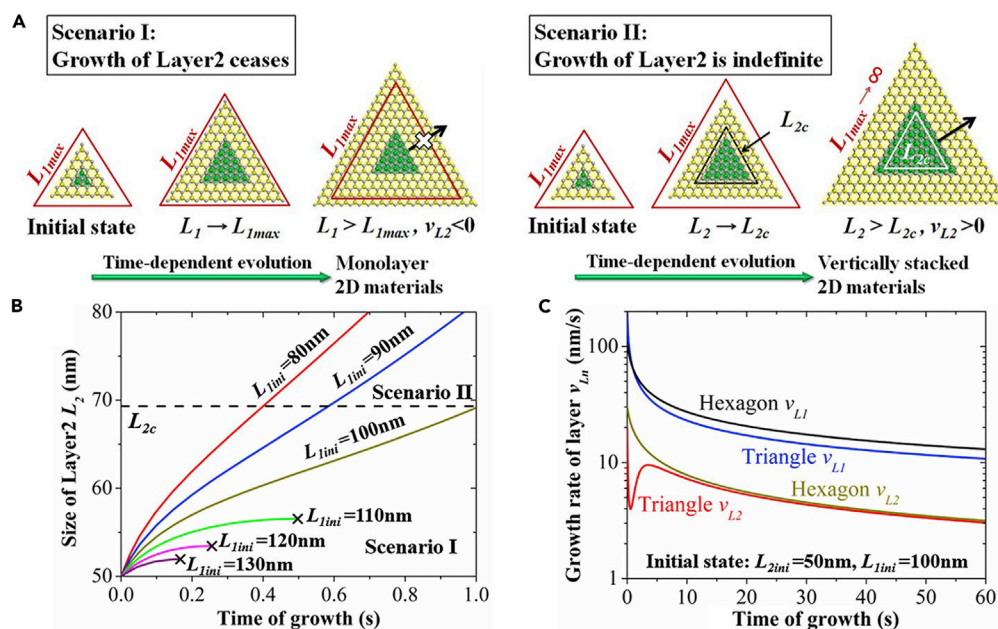 A
Scenario I:
Growth of Layer2 ceases
L1max
L1max
L1max
Initial state
L1 → L1max
L1 > L1max, vL2<0
Time-dependent evolution
Monolayer
2D materials
Scenario II:
Growth of Layer2 is indefinite
L1max
L1max
L2c
L1max → ∞
L2c
Initial state
L2 → L2c
L2 > L2c, vL2>0
Time-dependent evolution
Vertically stacked
2D materials
B
Size of Layer2 L2 (nm)
80
70
60
50
L1ini=80nm
L1ini=90nm
Scenario II
L2c
L1ini=100nm
L1ini=110nm
L1ini=120nm
Scenario I
L1ini=130nm
0.0 0.2 0.4 0.6 0.8 1.0
Time of growth (s)
C
Growth rate of layer vLn (nm/s)
100
10
1
Hexagon vL1
Triangle vL1
Hexagon vL2
Triangle vL2
Initial state: L2ini=50nm, L1ini=100nm
0 10 20 30 40 50 60
Time of growth (s)